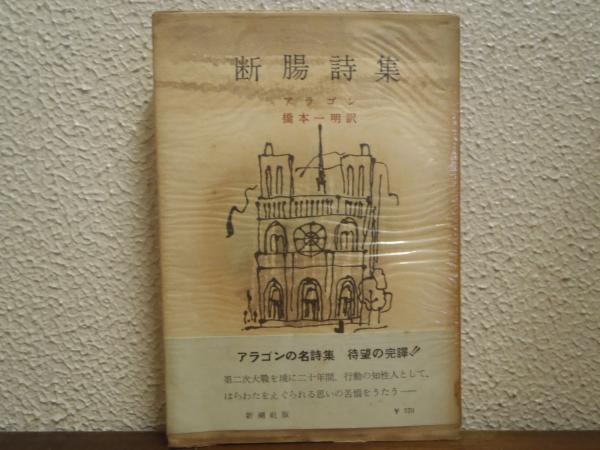 断腸詩集
アラゴン
橋本一明訳
アラゴンの名詩集 待望の完譯!!
第二次大戦を境に二十年間、行動の知性人として、
はらわたをえぐられる思いの苦悩をうたう——
新潮社版